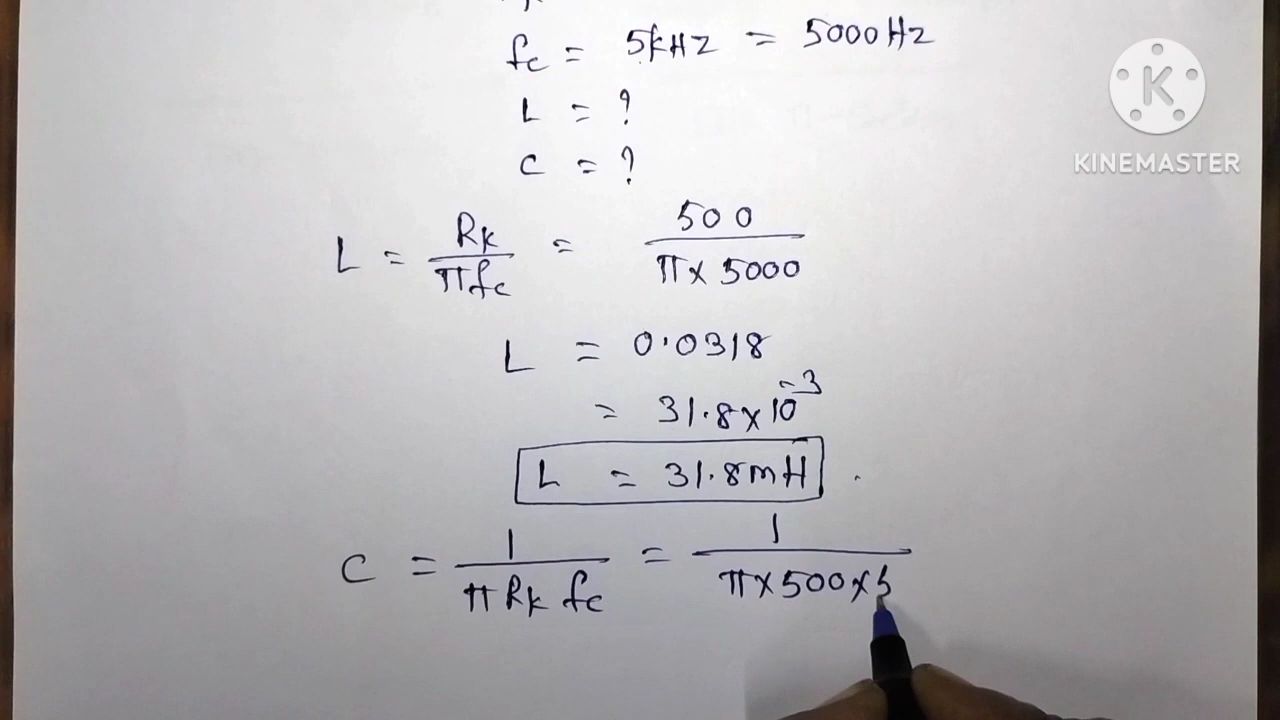 fc = 5kHz = 5000Hz
L = ?
C = ?
L = Rk / πfc = 500 / π x 5000
L = 0.0318
= 31.8 x 10⁻³
L = 31.8mH
C = 1 / π Rk fc = 1 / π x 500 x 5
K
KINEMASTER